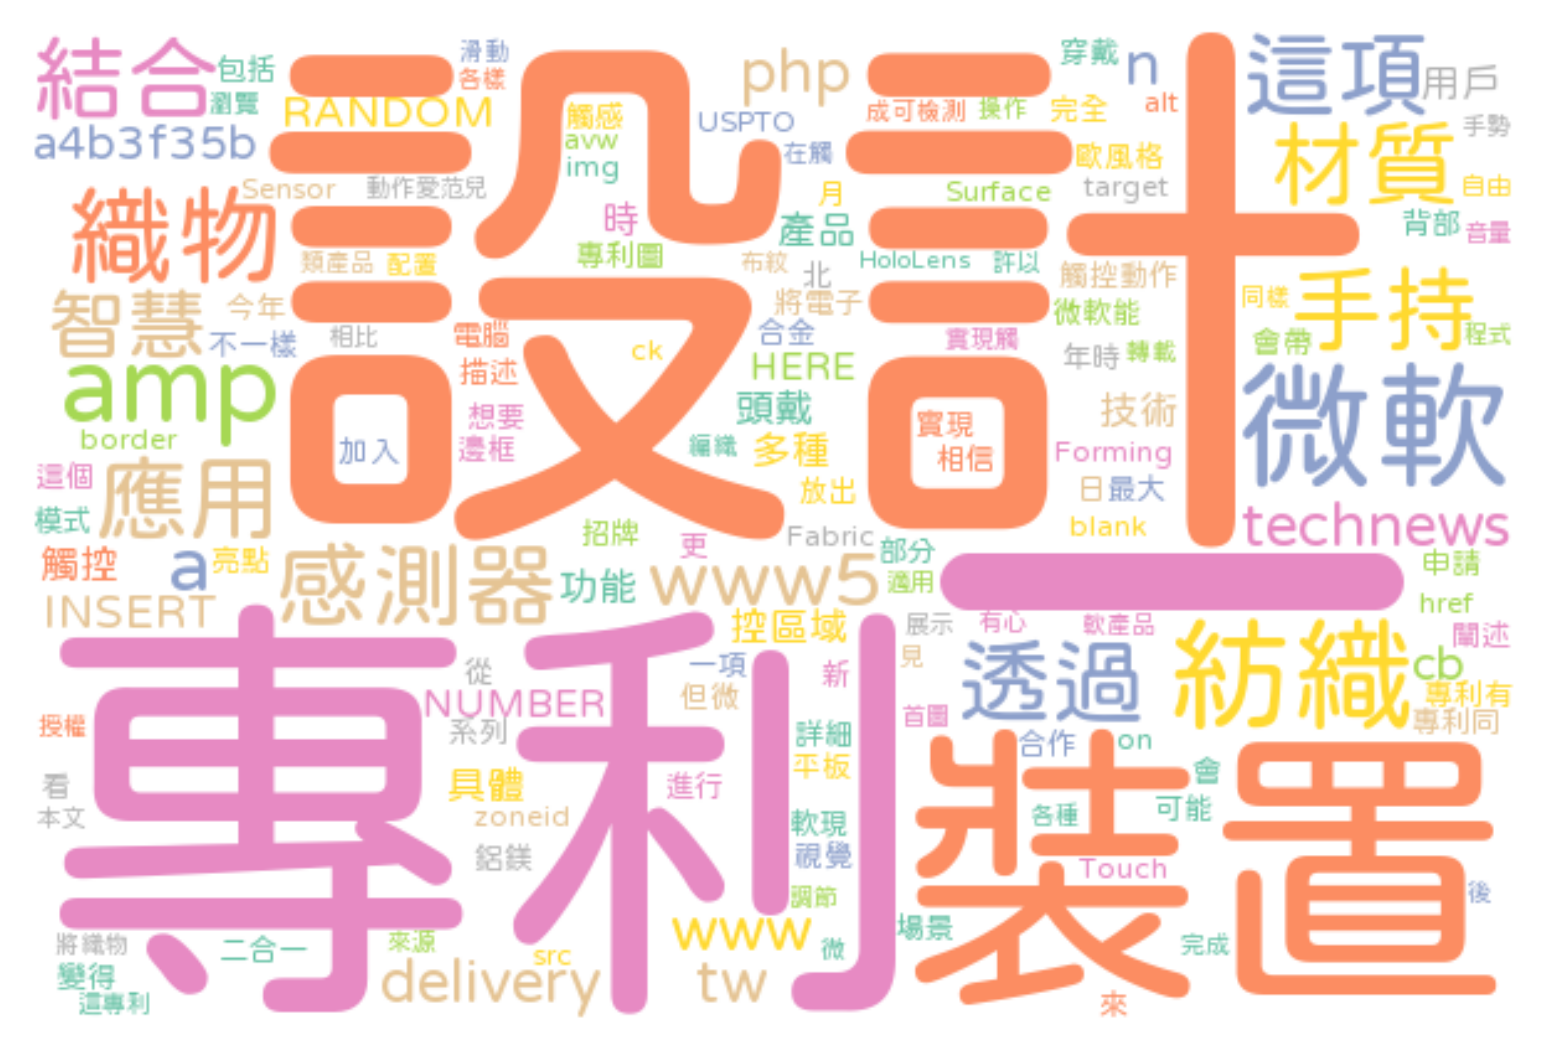 結合
包括
瀏覽
滑動
各樣
php
穿戴
n
這項
用戶
RANDOM
觸感
USPTO
成可檢測
操作
完全
alt
手勢
a4b3f35b
avw
img
在觸
歐風格
材質
自由
Sensor
動作愛范兒
月
Surface
target
織物
時
產品
背部
音量
設計
類產品
配置
專利圖
布紋
北
HoloLens
許以
觸控動作
智慧
今年
將電子
同樣
手持
微軟能
不一樣
相比
電腦
合金
實現觸
會帶
程式
ck
描述
HERE
年時
轉載
amp
想要
頭戴
技術
微軟
實現
border
加入
邊框
編織
多種
相信
Forming
這個
應用
放出
日
最大
模式
招牌
更
Fabric
blank
technews
觸控
a
亮點
感測器
功能
www5
部分
適用
一
申請
INSERT
控區域
展示
有心
軟產品
href
闡述
專利
從
一項
新
見
透過
紡織
cb
NUMBER
但微
專利有
授權
系列
詳細
首圖
合作
on
專利同
看
具體
進行
平板
裝置
會
本文
zoneid
軟現
各種
可能
鋁鎂
視覺
Touch
調節
後
將織物
二合一
來源
www
微
場景
完成
變得
src
delivery
tw
這專利
來